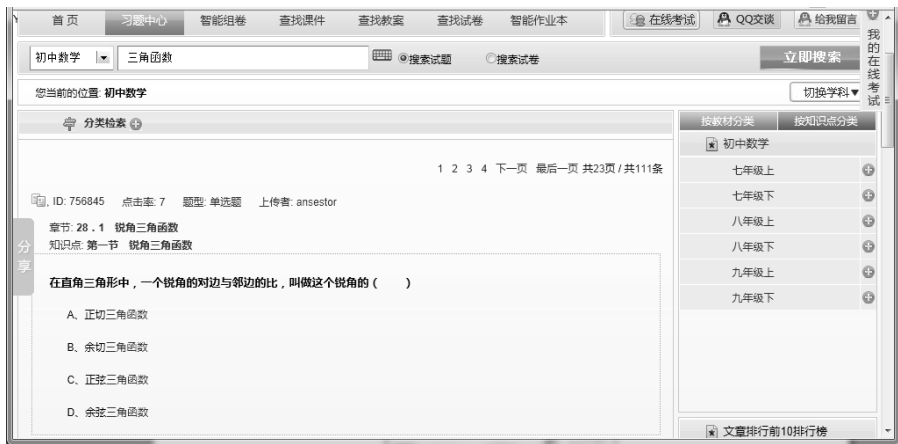 首页 习题中心 智能组卷 查找课件 查找教案 查找试卷 智能作业本 在线考试 QQ交谈 给我留言
我的在线考试
初中数学 三角函数 搜索试题 搜索试卷 立即搜索
您当前的位置: 初中数学 切换学科▼
分类检索
按教材分类 按知识点分类
初中数学
1 2 3 4 下一页 最后一页 共23页 / 共111条
七年级上
ID: 756845 点击率: 7 题型: 单选题 上传者: ansestor
七年级下
章节: 28．1 锐角三角函数
八年级上
知识点: 第一节 锐角三角函数
八年级下
分享
在直角三角形中，一个锐角的对边与邻边的比，叫做这个锐角的（ ）
九年级上
九年级下
A、正切三角函数
B、余切三角函数
C、正弦三角函数
D、余弦三角函数
文章排行前10排行榜